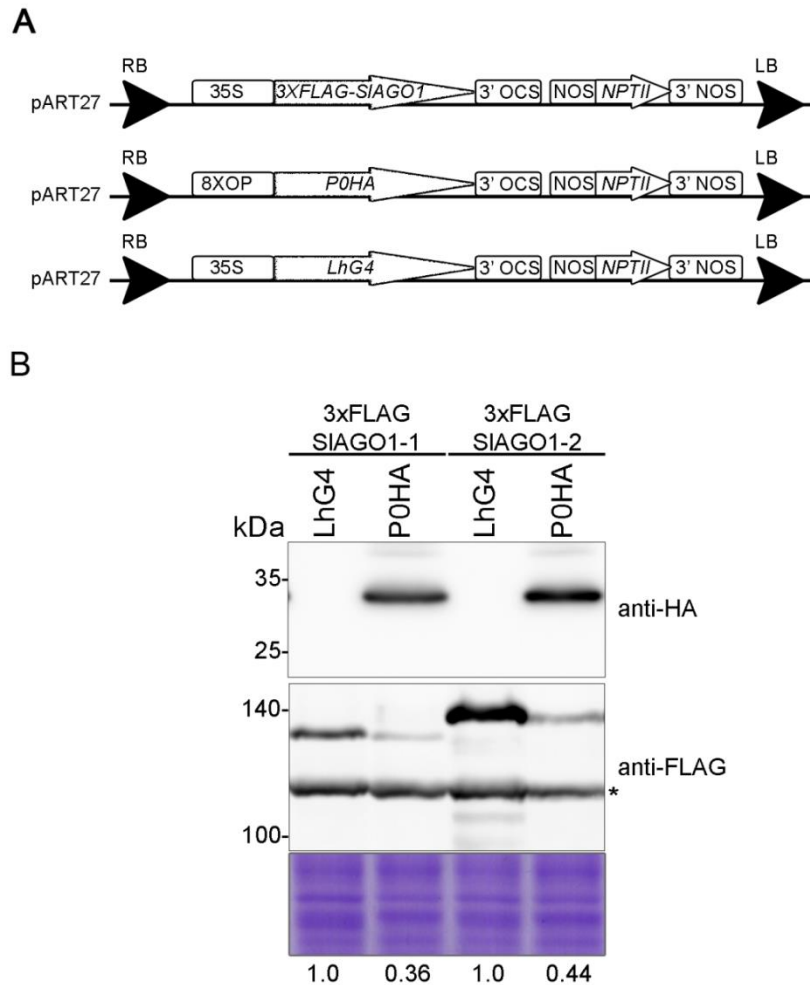 A
RB LB
pART27 35S 3XFLAG-SlAGO1 3' OCS NOS NPTII 3' NOS
RB LB
pART27 8XOP P0HA 3' OCS NOS NPTII 3' NOS
RB LB
pART27 35S LhG4 3' OCS NOS NPTII 3' NOS
B
3xFLAG 3xFLAG
SlAGO1-1 SlAGO1-2
kDa LhG4 P0HA LhG4 P0HA
35-
anti-HA
25-
140-
anti-FLAG
*
100-
1.0 0.36 1.0 0.44